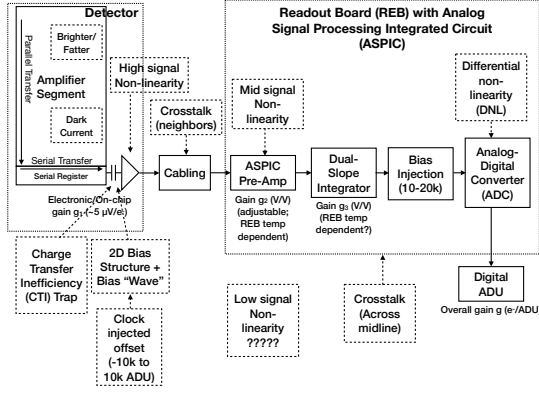 Detector
Brighter/
Fatter
Parallel Transfer
Amplifier
Segment
Dark
Current
Serial Transfer
Serial Register
High signal
Non-linearity
Crosstalk
(neighbors)
Cabling
Electronic/On-chip
gain g₁ (~5 μV/e-)
Readout Board (REB) with Analog
Signal Processing Integrated Circuit
(ASPIC)
Mid signal
Non-
linearity
Differential
non-
linearity
(DNL)
ASPIC
Pre-Amp
Gain g₂ (V/V)
(adjustable;
REB temp
dependent)
Dual-
Slope
Integrator
Gain g₃ (V/V)
(REB temp
dependent?)
Bias
Injection
(10-20k)
Analog-
Digital
Converter
(ADC)
Charge
Transfer
Inefficiency
(CTI) Trap
2D Bias
Structure +
Bias “Wave”
Clock
injected
offset
(-10k to
10k ADU)
Low signal
Non-
linearity
?????
Crosstalk
(Across
midline)
Digital
ADU
Overall gain g (e-/ADU)